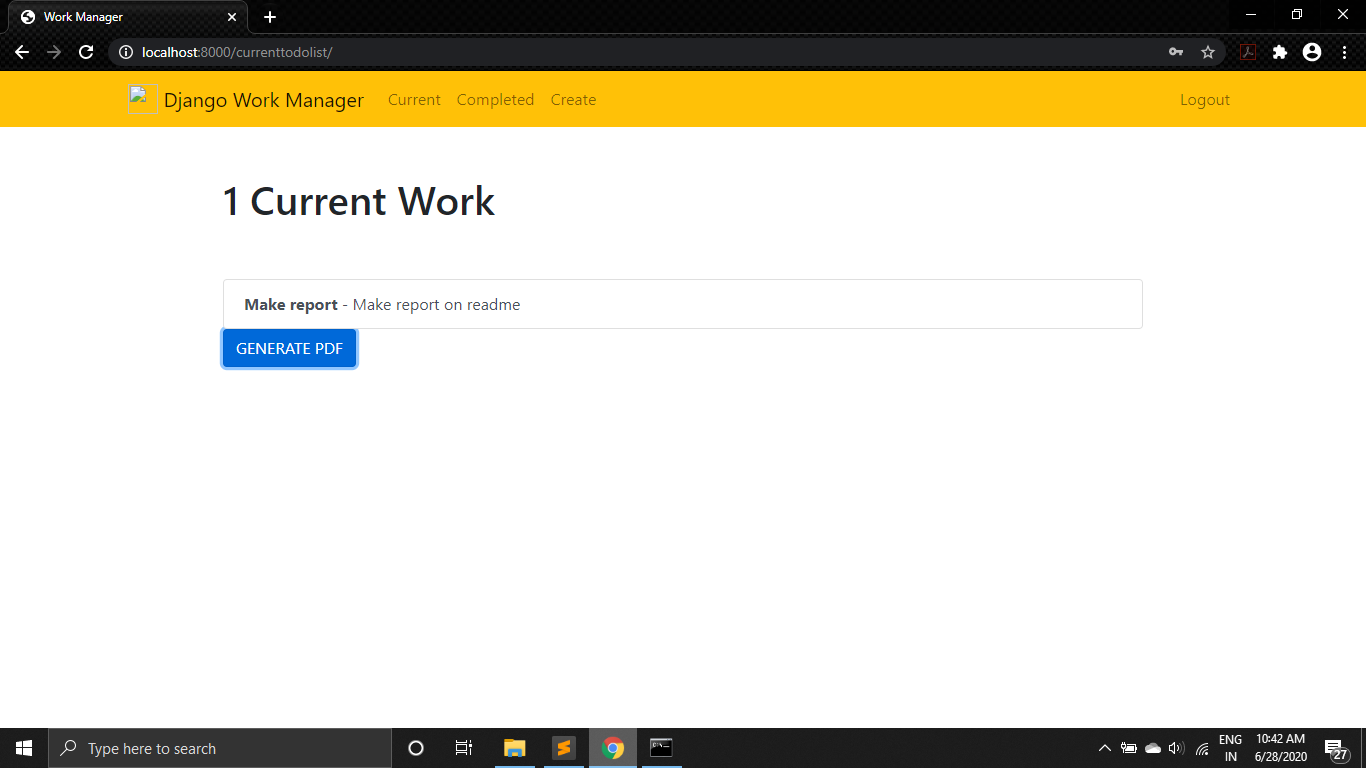 Work Manager
localhost:8000/currenttodolist/
Django Work Manager Current Completed Create Logout
1 Current Work
Make report - Make report on readme
GENERATE PDF
Type here to search
ENG
IN
10:42 AM
6/28/2020
27